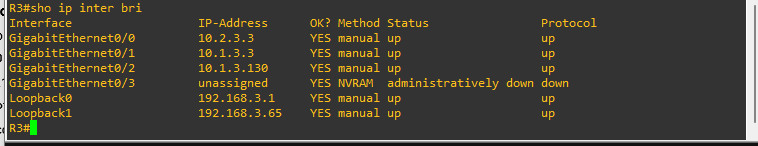 R3#sho ip inter bri
Interface                  IP-Address      OK? Method Status                Protocol
GigabitEthernet0/0         10.2.3.3        YES manual up                    up
GigabitEthernet0/1         10.1.3.3        YES manual up                    up
GigabitEthernet0/2         10.1.3.130      YES manual up                    up
GigabitEthernet0/3         unassigned      YES NVRAM  administratively down down
Loopback0                  192.168.3.1     YES manual up                    up
Loopback1                  192.168.3.65    YES manual up                    up
R3#